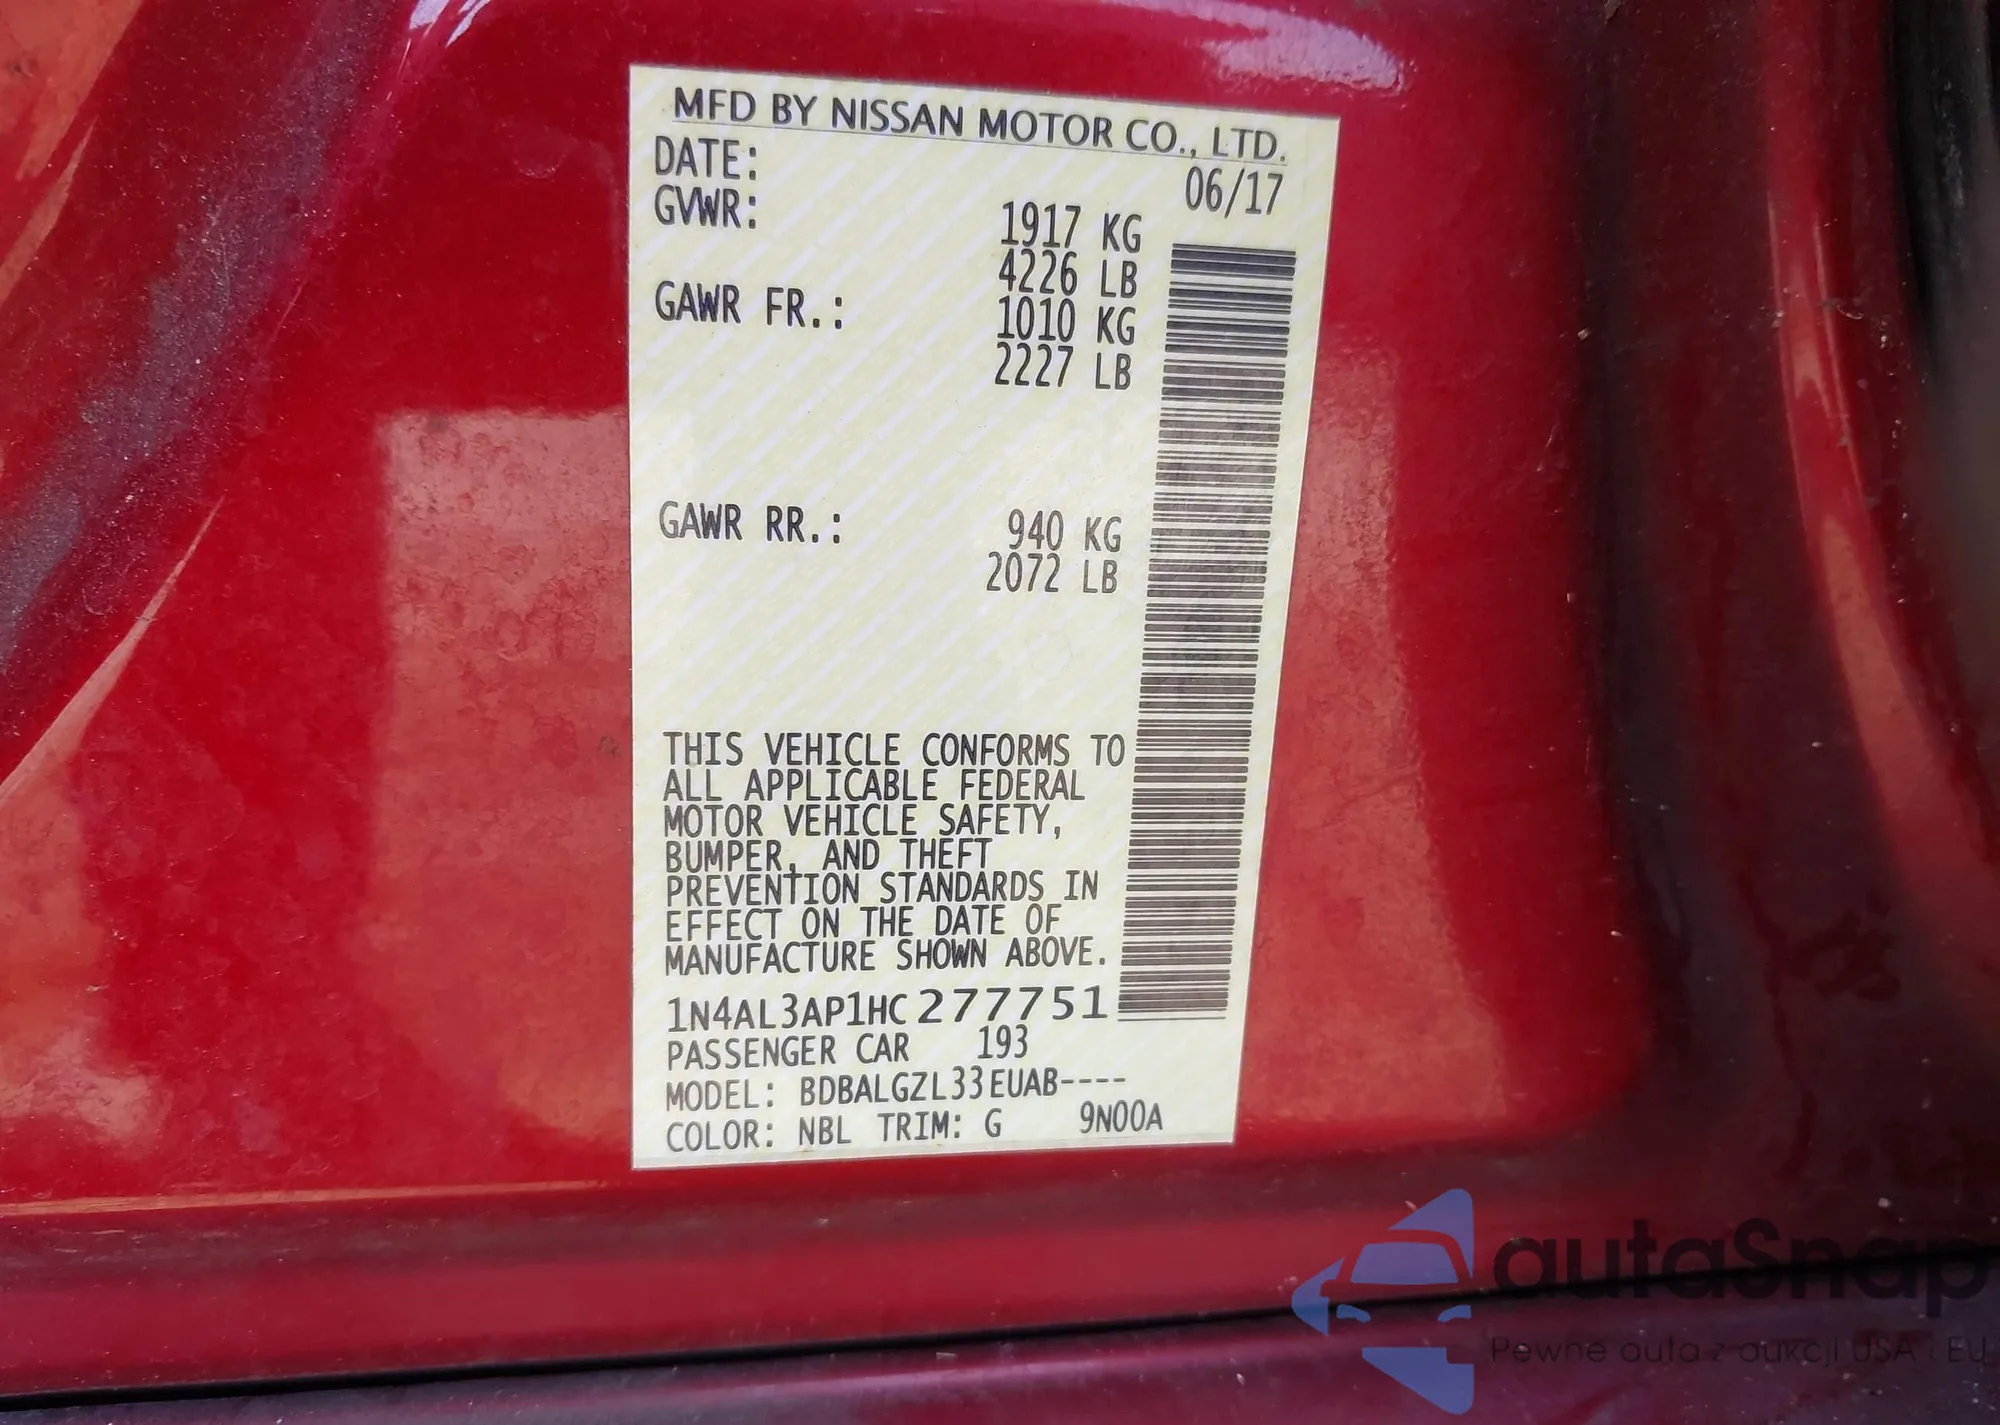 MFD BY NISSAN MOTOR CO., LTD.
DATE: 06/17
GVWR: 1917 KG
4226 LB
GAWR FR.: 1010 KG
2227 LB
GAWR RR.: 940 KG
2072 LB
THIS VEHICLE CONFORMS TO
ALL APPLICABLE FEDERAL
MOTOR VEHICLE SAFETY,
BUMPER, AND THEFT
PREVENTION STANDARDS IN
EFFECT ON THE DATE OF
MANUFACTURE SHOWN ABOVE.
1N4AL3AP1HC277751
PASSENGER CAR 193
MODEL: BDBALGZL33EUAB----
COLOR: NBL TRIM: G 9N00A
autaSnap
Pewne auta z aukcji USA i EU